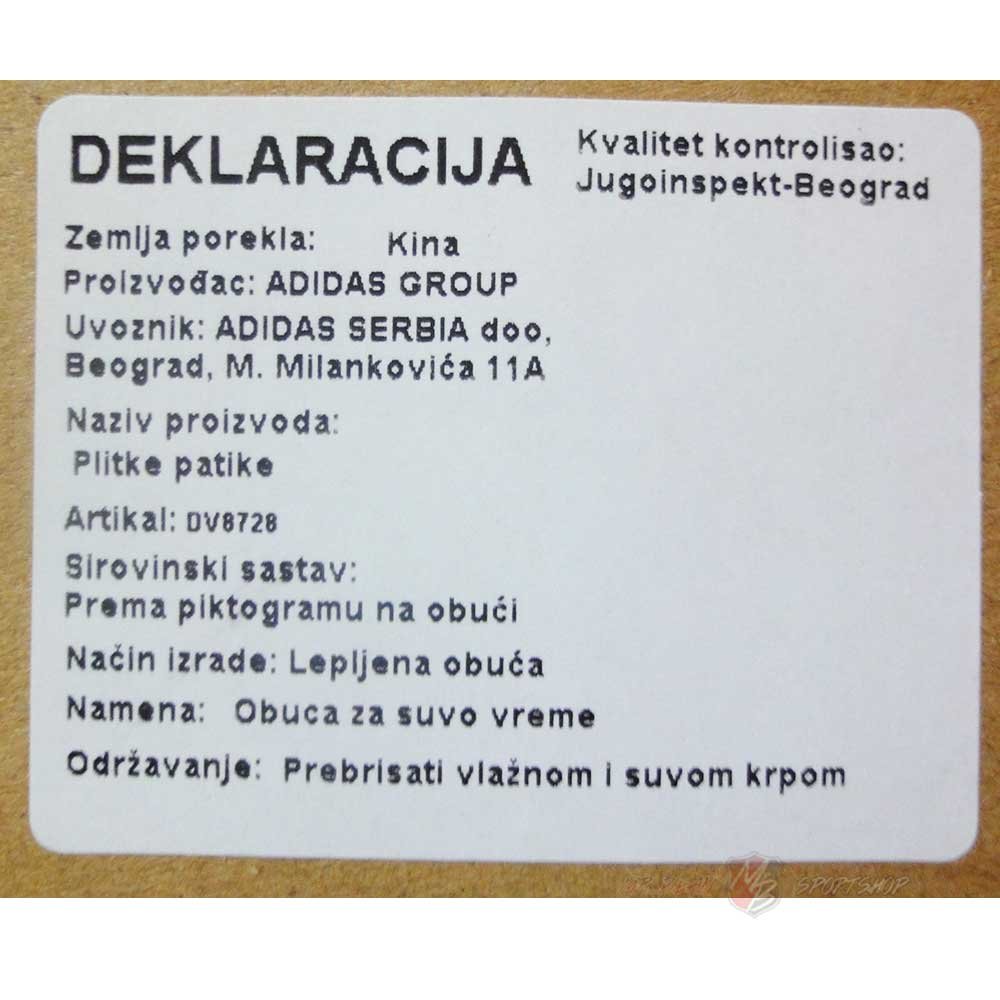 DEKLARACIJA
Kvalitet kontrolisao:
Jugoinspekt-Beograd
Zemlja porekla: Kina
Proizvođac: ADIDAS GROUP
Uvoznik: ADIDAS SERBIA doo,
Beograd, M. Milankovića 11A
Naziv proizvoda:
Plitke patike
Artikal: DV8728
Sirovinski sastav:
Prema piktogramu na obući
Način izrade: Lepljena obuća
Namena: Obuca za suvo vreme
Održavanje: Prebrisati vlažnom i suvom krpom
MB SPORTSHOP